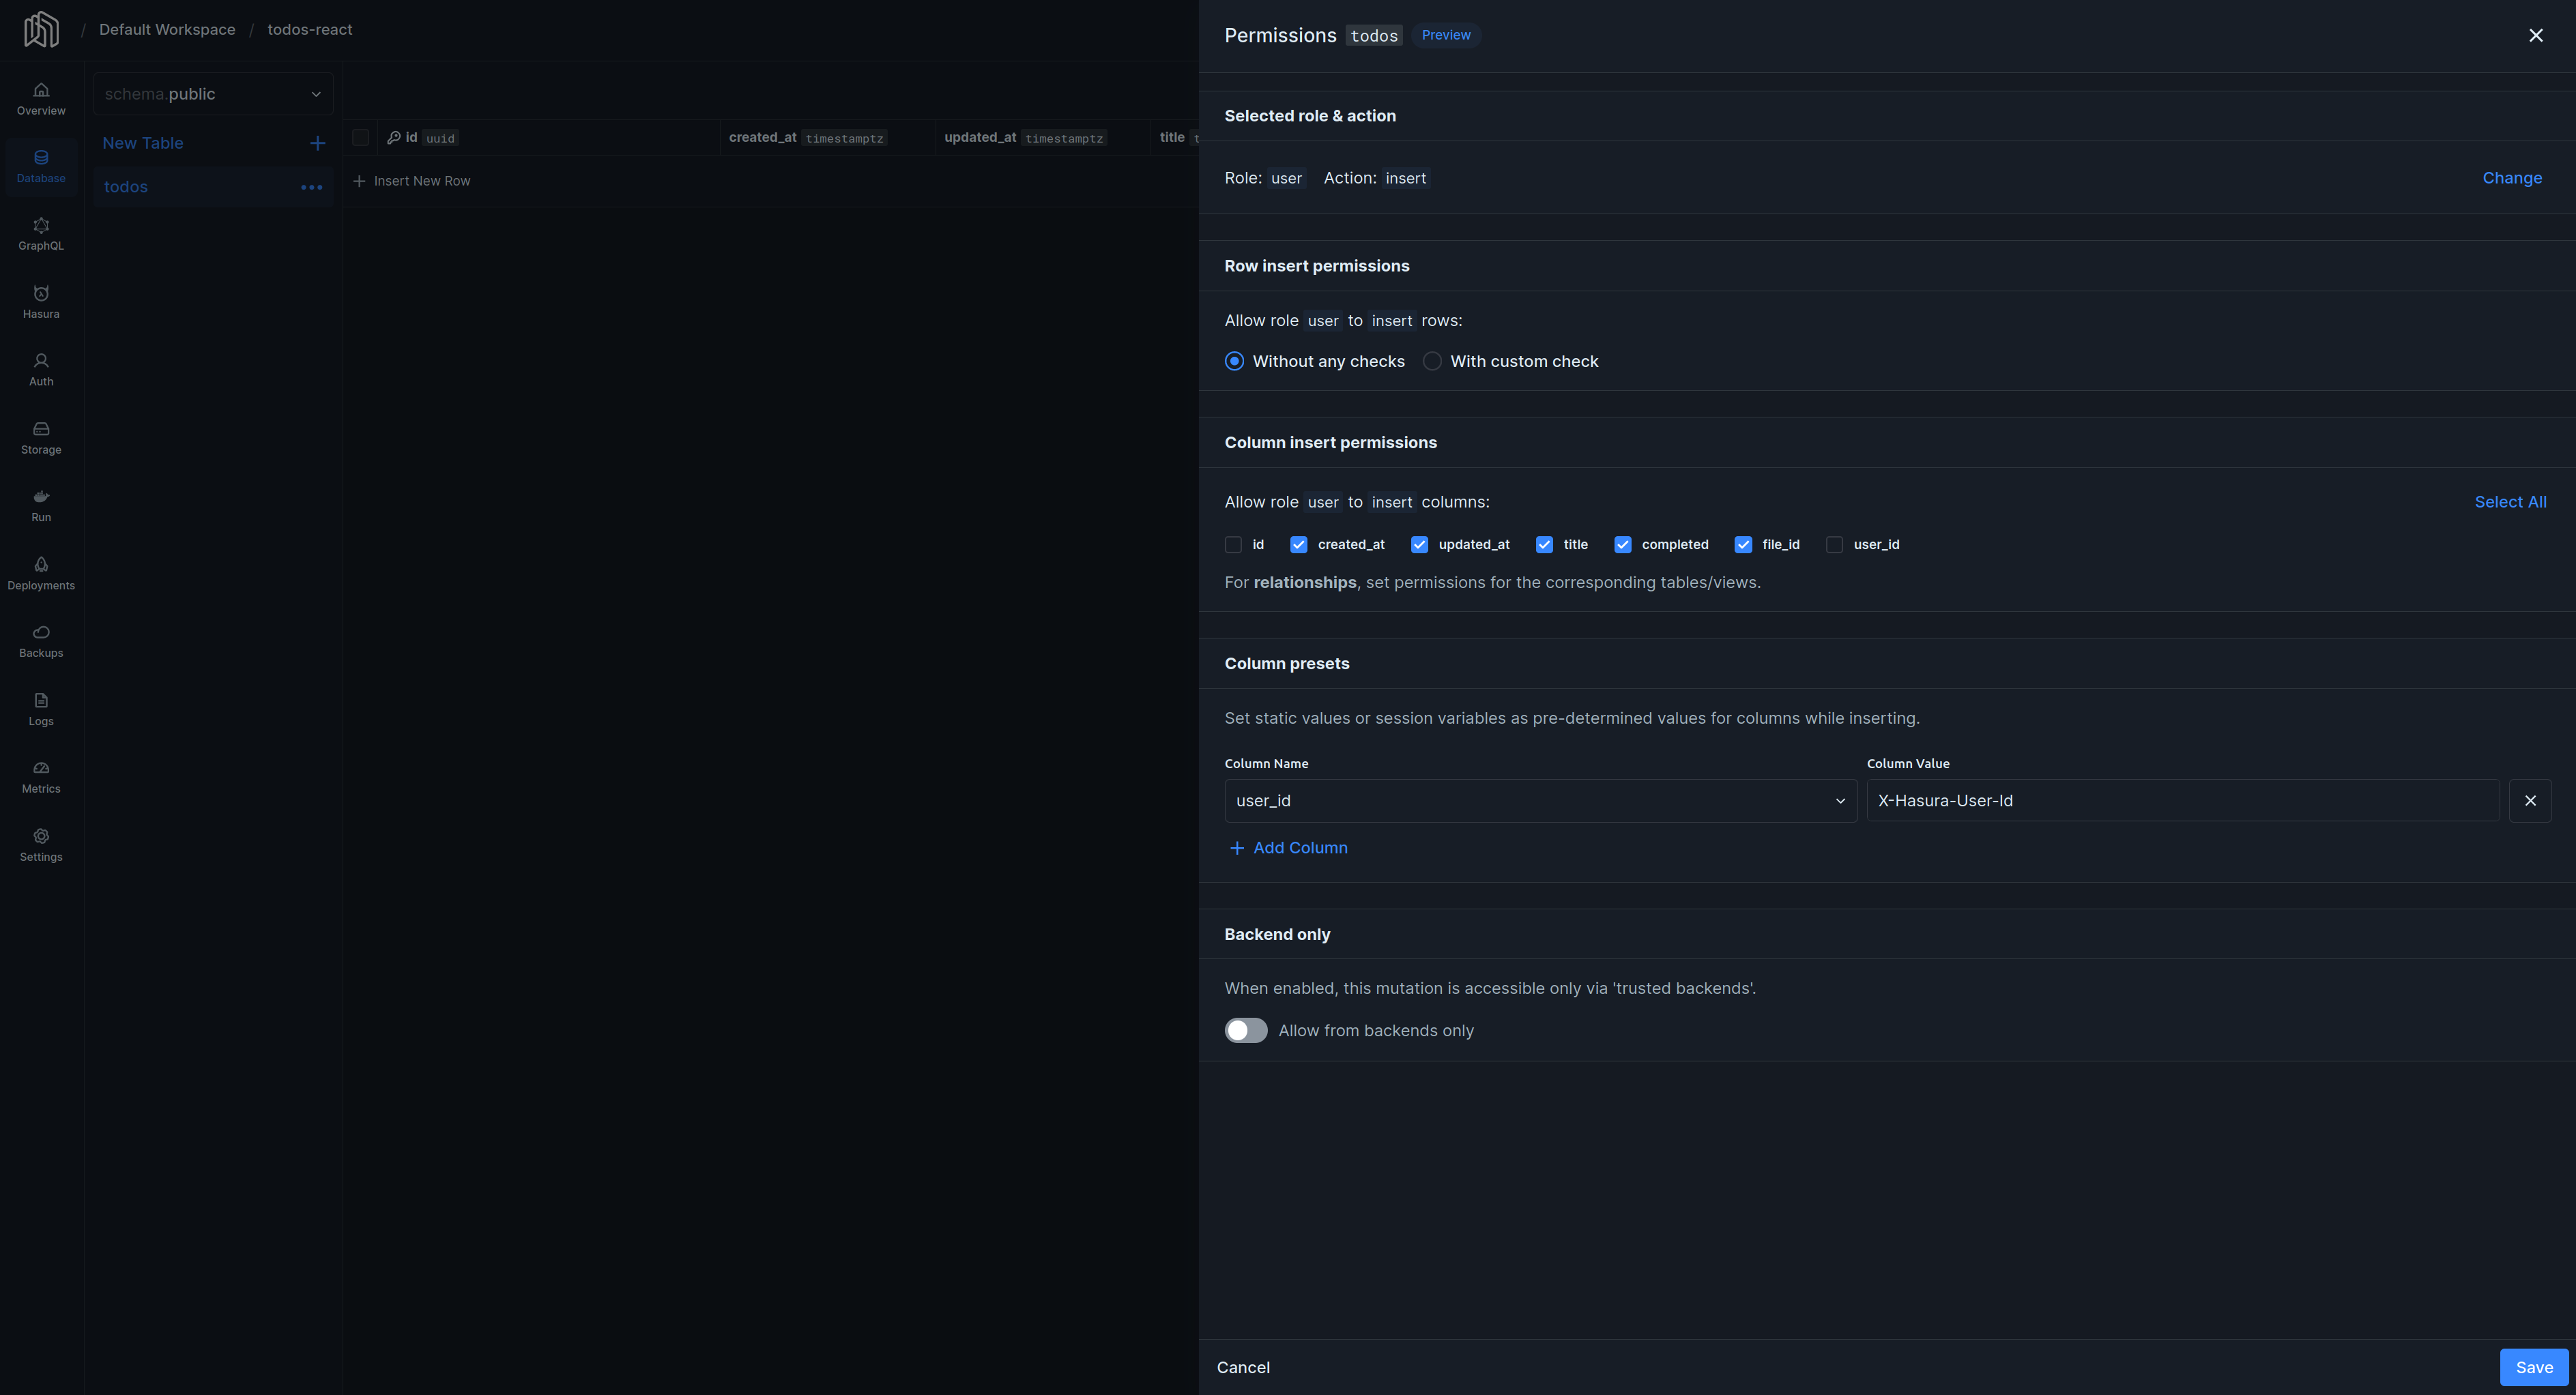 / Default Workspace / todos-react
Overview
Database
GraphQL
Hasura
Auth
Storage
Run
Deployments
Backups
Logs
Metrics
Settings
schema.public
New Table
todos
id uuid
created_at timestamptz
updated_at timestamptz
title t
Insert New Row
Permissions todos Preview
Selected role & action
Role: user Action: insert
Change
Row insert permissions
Allow role user to insert rows:
Without any checks
With custom check
Column insert permissions
Allow role user to insert columns:
Select All
id created_at updated_at title completed file_id user_id
For relationships, set permissions for the corresponding tables/views.
Column presets
Set static values or session variables as pre-determined values for columns while inserting.
Column Name
Column Value
user_id
X-Hasura-User-Id
Add Column
Backend only
When enabled, this mutation is accessible only via 'trusted backends'.
Allow from backends only
Cancel
Save